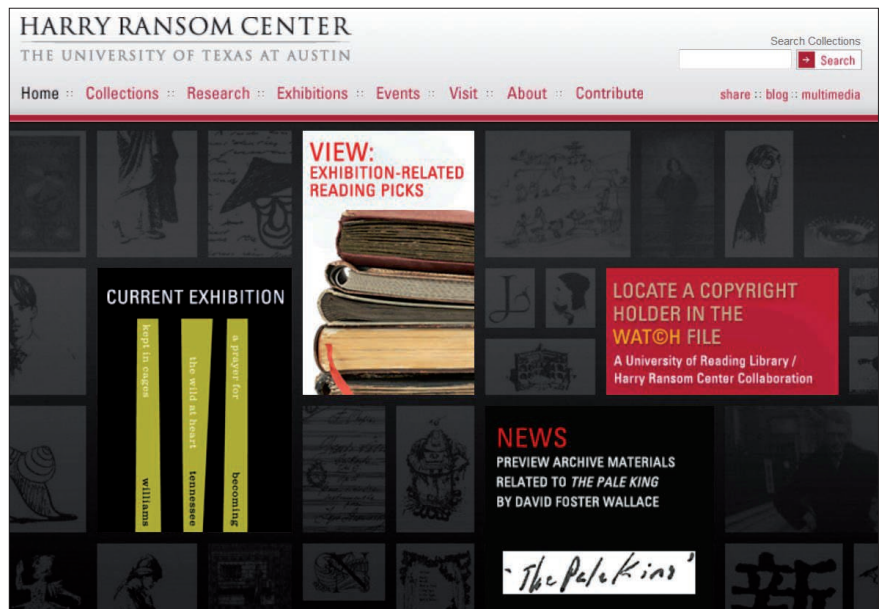 HARRY RANSOM CENTER
THE UNIVERSITY OF TEXAS AT AUSTIN
Search Collections
Search
Home :: Collections :: Research :: Exhibitions :: Events :: Visit :: About :: Contribute
share :: blog :: multimedia
VIEW:
EXHIBITION-RELATED
READING PICKS
CURRENT EXHIBITION
kept in cages
williams
the wild at heart
tennessee
a prayer for
becoming
LOCATE A COPYRIGHT
HOLDER IN THE
WAT©H FILE
A University of Reading Library /
Harry Ransom Center Collaboration
NEWS
PREVIEW ARCHIVE MATERIALS
RELATED TO THE PALE KING
BY DAVID FOSTER WALLACE
"The Pale King"